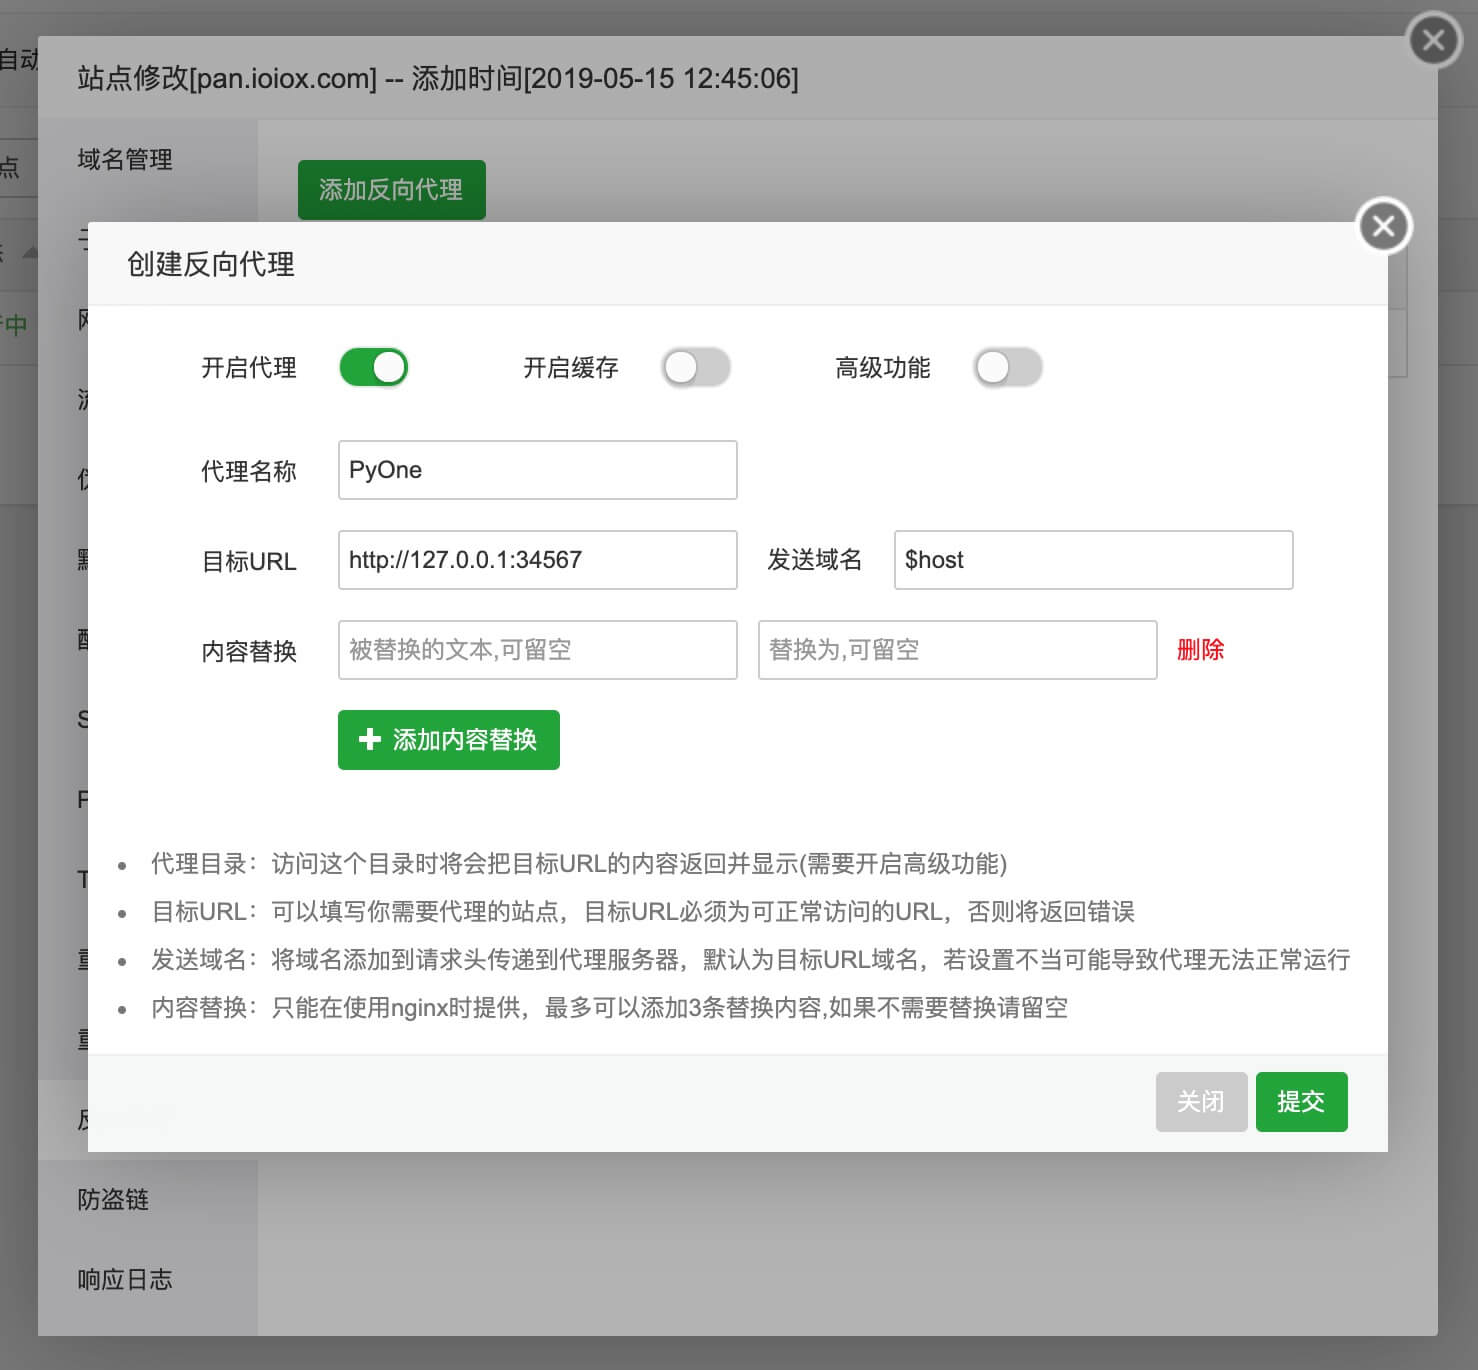 自动
站点修改[pan.ioiox.com] -- 添加时间[2019-05-15 12:45:06]
点
域名管理
添加反向代理
中
创建反向代理
开启代理 开启缓存 高级功能
代理名称 PyOne
目标URL http://127.0.0.1:34567 发送域名 $host
内容替换 被替换的文本,可留空 替换为,可留空 删除
添加内容替换
代理目录：访问这个目录时将会把目标URL的内容返回并显示(需要开启高级功能)
目标URL：可以填写你需要代理的站点，目标URL必须为可正常访问的URL，否则将返回错误
发送域名：将域名添加到请求头传递到代理服务器，默认为目标URL域名，若设置不当可能导致代理无法正常运行
内容替换：只能在使用nginx时提供，最多可以添加3条替换内容,如果不需要替换请留空
关闭 提交
防盗链
响应日志